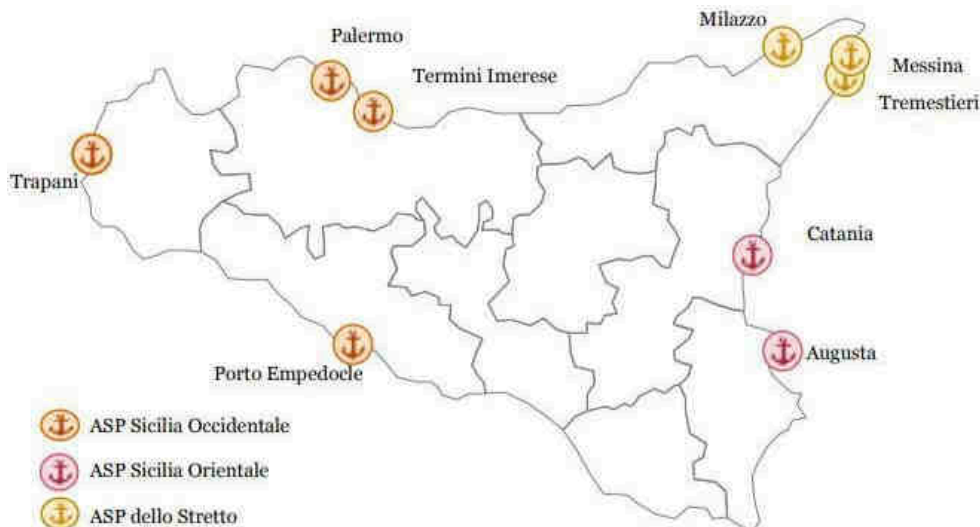 Milazzo
Palermo
Messina
Termini Imerese
Tremestieri
Trapani
Catania
Augusta
Porto Empedocle
ASP Sicilia Occidentale
ASP Sicilia Orientale
ASP dello Stretto